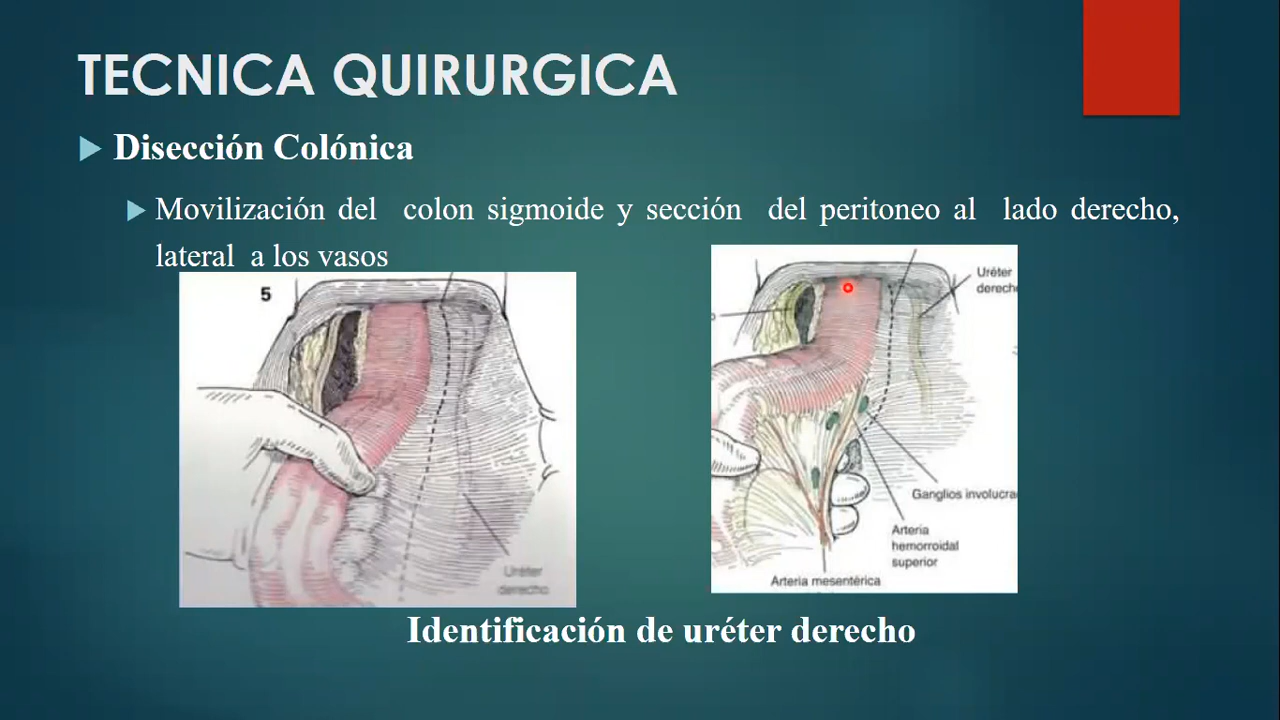 TECNICA QUIRURGICA
Disección Colónica
Movilización del colon sigmoide y sección del peritoneo al lado derecho,
lateral a los vasos
5
Uréter
derecho
Uréter
derech
Ganglios involucra
Arteria
hemorroidal
superior
Arteria mesentérica
Identificación de uréter derecho